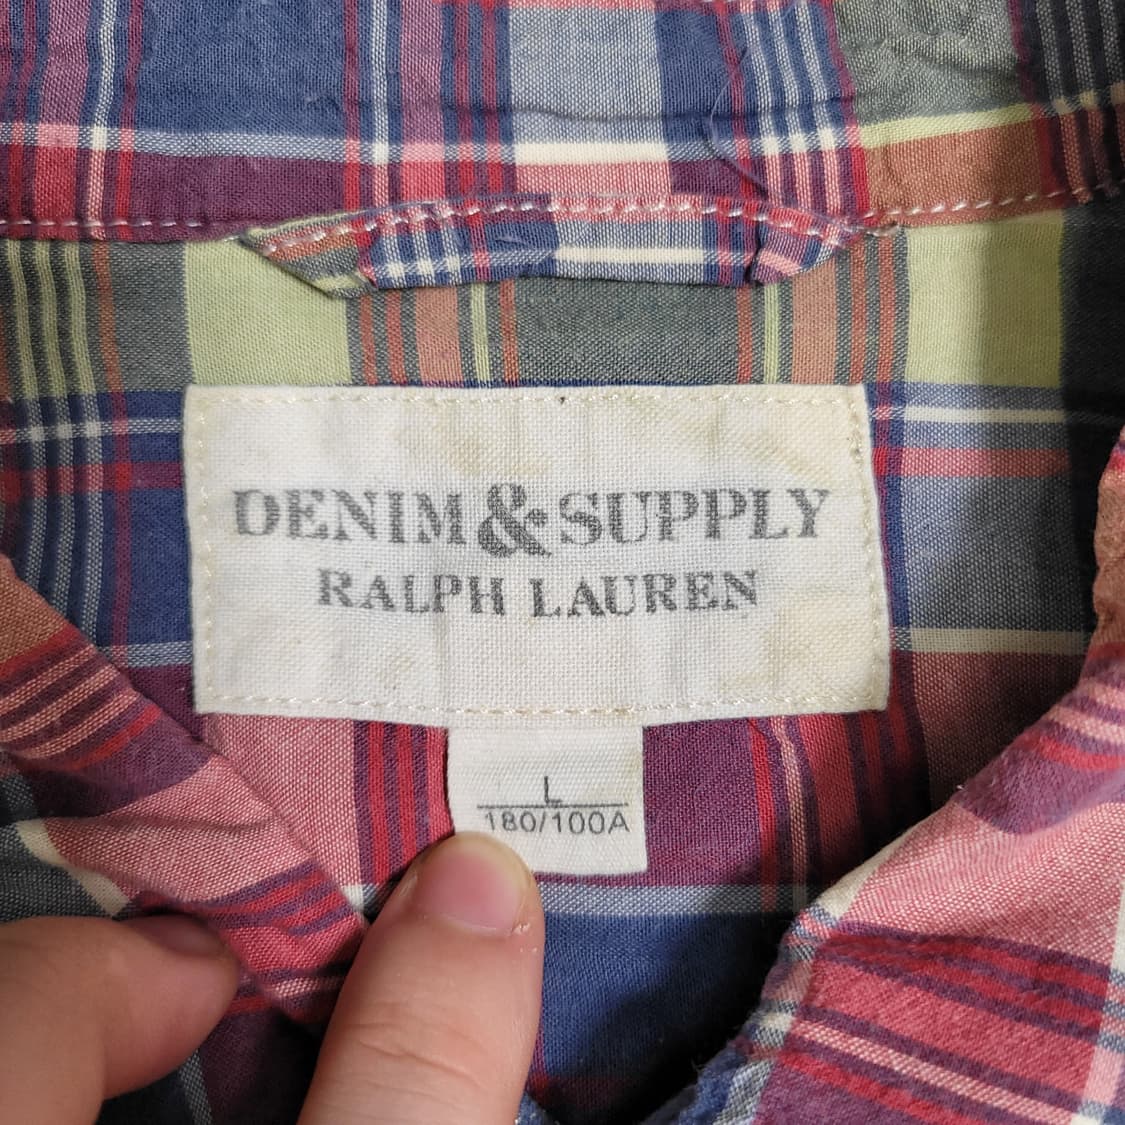 DENIM & SUPPLY
RALPH LAUREN
L
180/100A